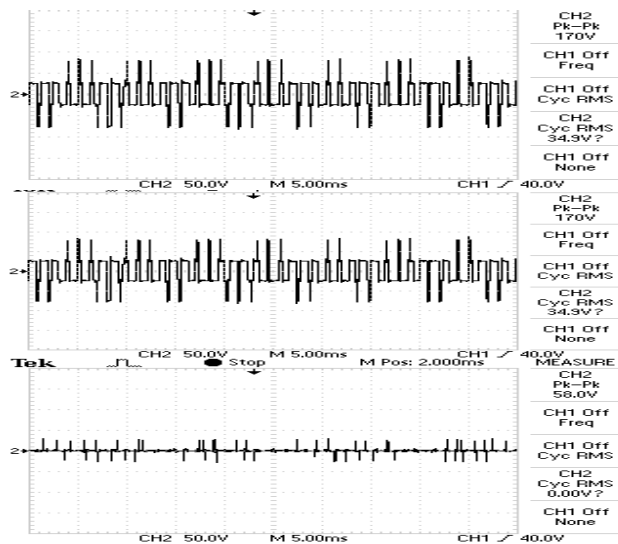 CH2
Pk-Pk
170V
CH1 Off
Freq
CH1 Off
Cyc RMS
2
CH2
Cyc RMS
34.9V?
CH1 Off
None
CH2 50.0V M 5.00ms CH1 40.0V
CH2
Pk-Pk
170V
CH1 Off
Freq
CH1 Off
Cyc RMS
2
CH2
Cyc RMS
34.9V?
CH1 Off
None
CH2 50.0V M 5.00ms CH1 40.0V
Tek Stop M Pos: 2.000ms MEASURE
CH2
Pk-Pk
58.0V
CH1 Off
Freq
CH1 Off
Cyc RMS
2
CH2
Cyc RMS
0.00V?
CH1 Off
None
CH2 50.0V M 5.00ms CH1 40.0V